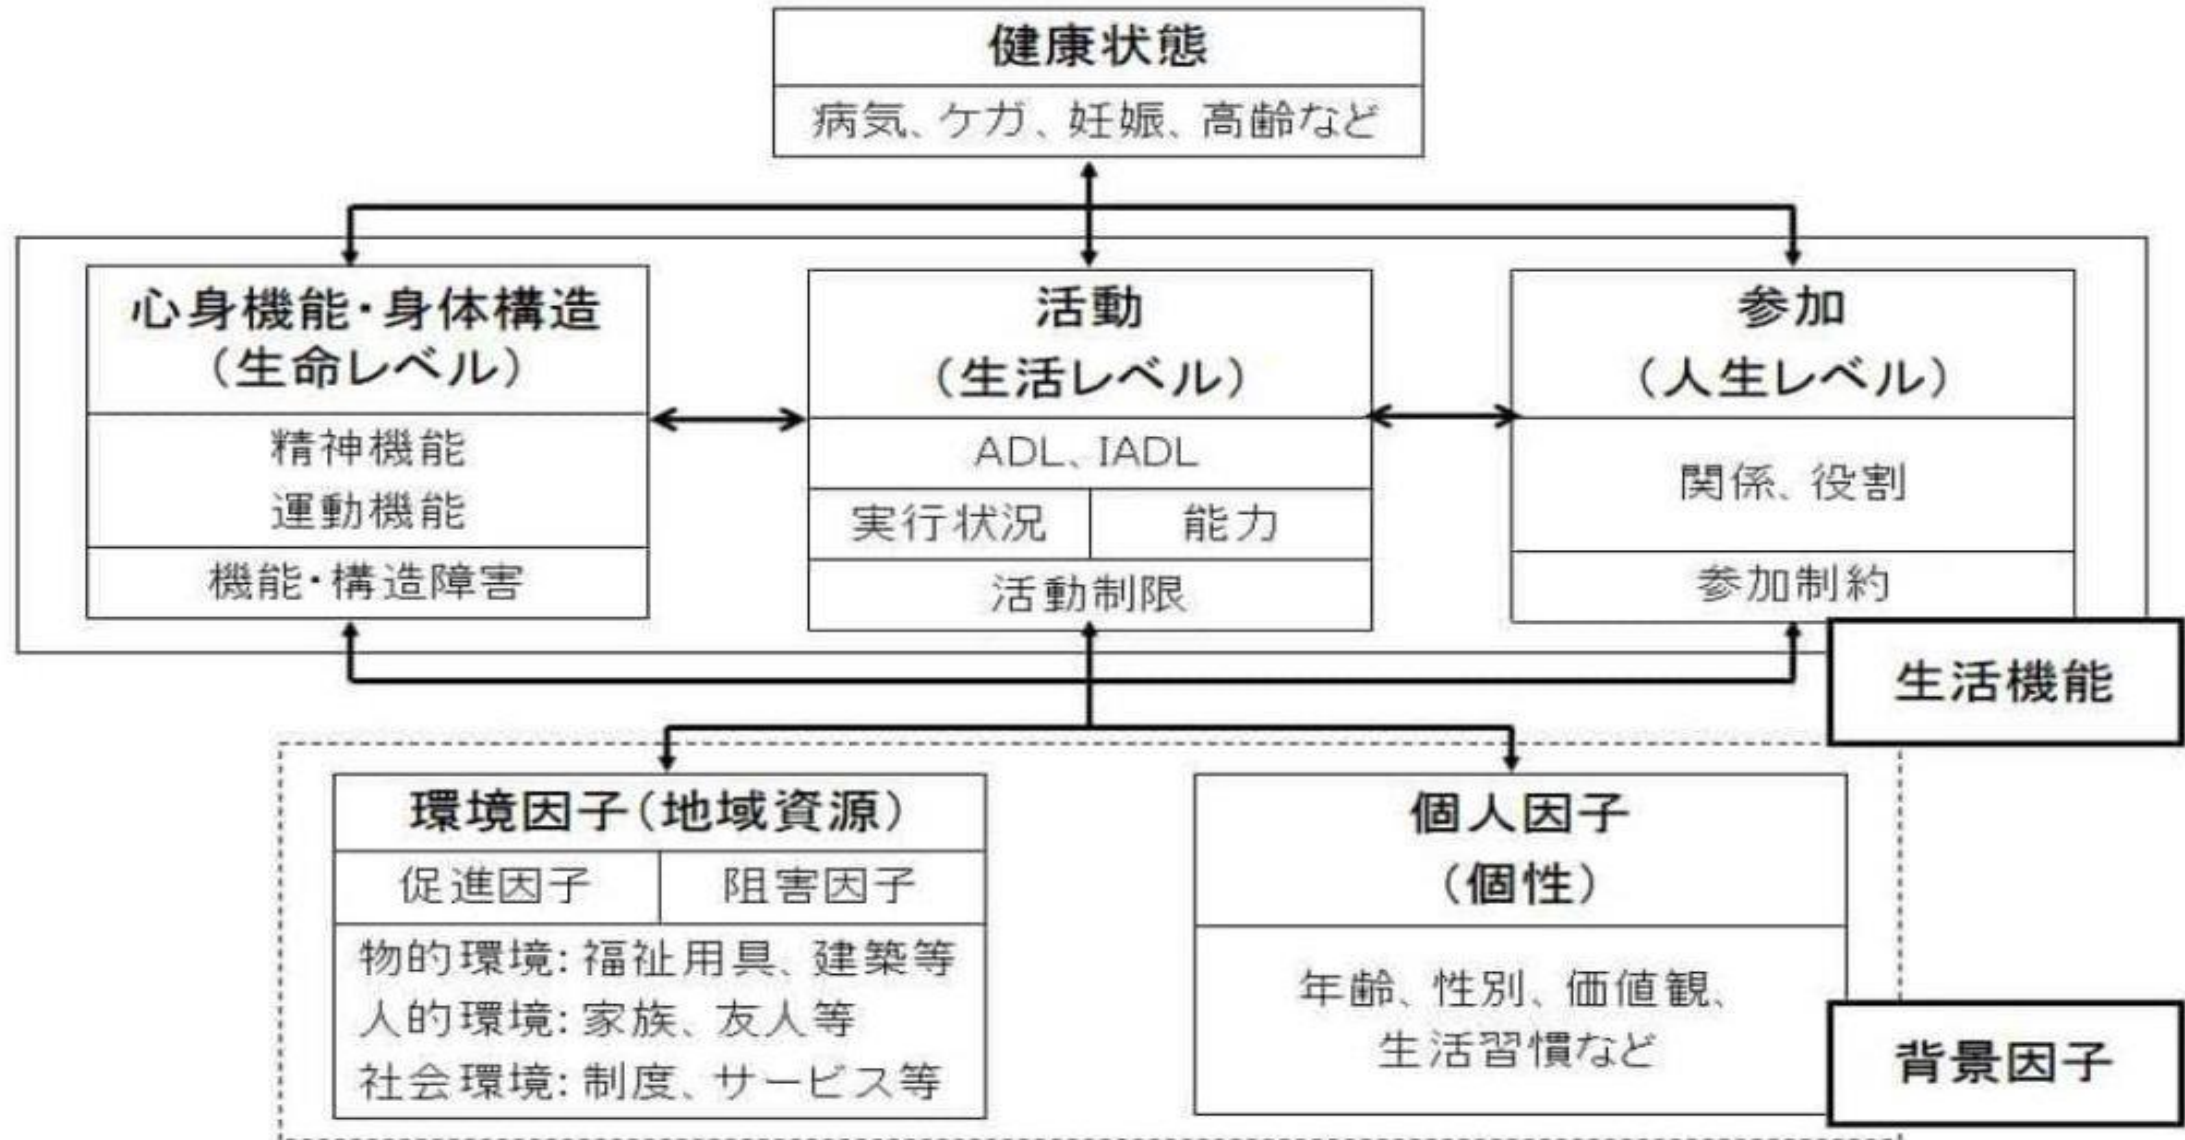 健康状態
病気、ケガ、妊娠、高齢など
心身機能・身体構造
（生命レベル）
精神機能
運動機能
機能・構造障害
活動
（生活レベル）
ADL、IADL
実行状況
能力
活動制限
参加
（人生レベル）
関係、役割
参加制約
生活機能
環境因子（地域資源）
促進因子
阻害因子
物的環境：福祉用具、建築等
人的環境：家族、友人等
社会環境：制度、サービス等
個人因子
（個性）
年齢、性別、価値観、
生活習慣など
背景因子